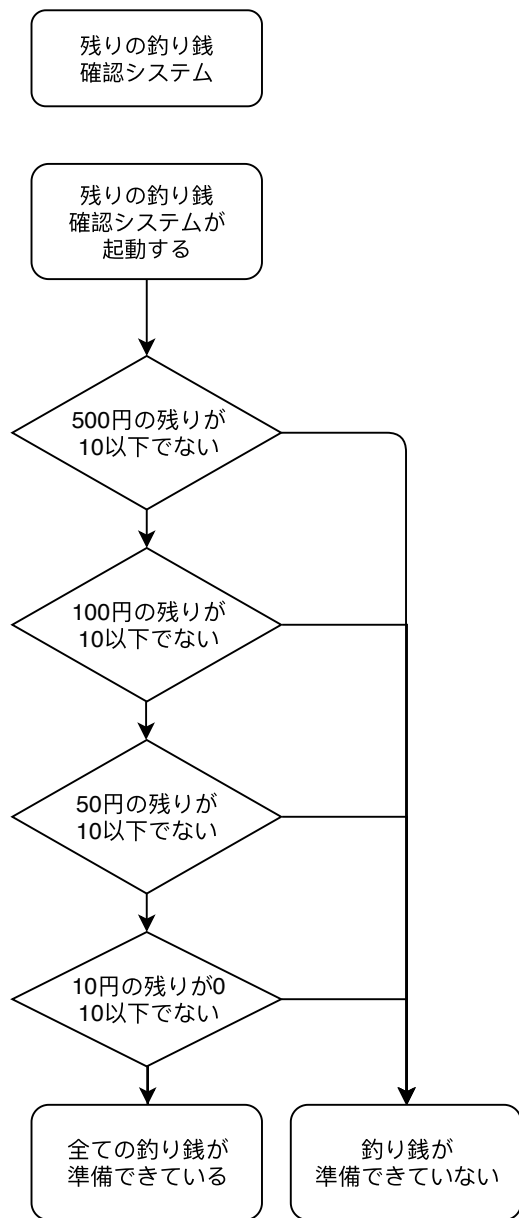 残りの釣り銭
確認システム
残りの釣り銭
確認システムが
起動する
500円の残りが
10以下でない
100円の残りが
10以下でない
50円の残りが
10以下でない
10円の残りが0
10以下でない
全ての釣り銭が
準備できている
釣り銭が
準備できていない